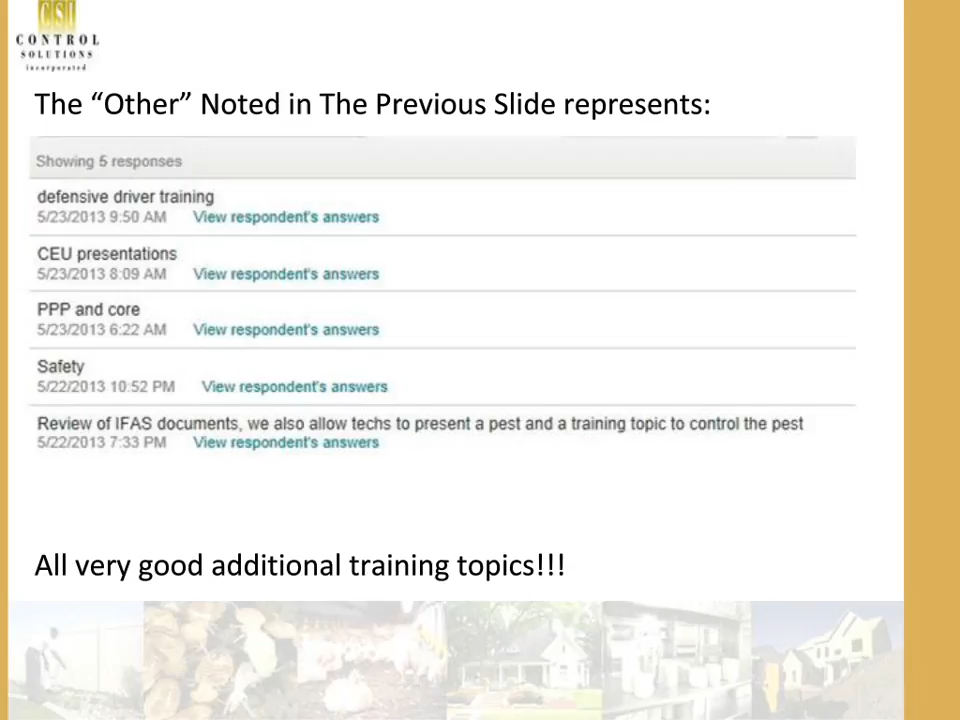 CSI
CONTROL
SOLUTIONS
incorporated
The “Other” Noted in The Previous Slide represents:
Showing 5 responses
defensive driver training
5/23/2013 9:50 AM View respondent's answers
CEU presentations
5/23/2013 8:09 AM View respondent's answers
PPP and core
5/23/2013 6:22 AM View respondent's answers
Safety
5/22/2013 10:52 PM View respondent's answers
Review of IFAS documents, we also allow techs to present a pest and a training topic to control the pest
5/22/2013 7:33 PM View respondent's answers
All very good additional training topics!!!